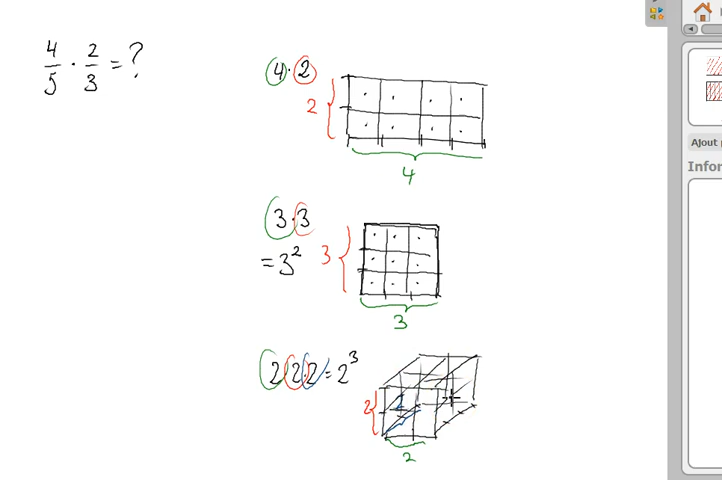 4/5 · 2/3 = ?
4 · 2
2
4
3 · 3
= 3²
3
3
2 · 2 · 2 = 2³
2
2
Ajout
Infor